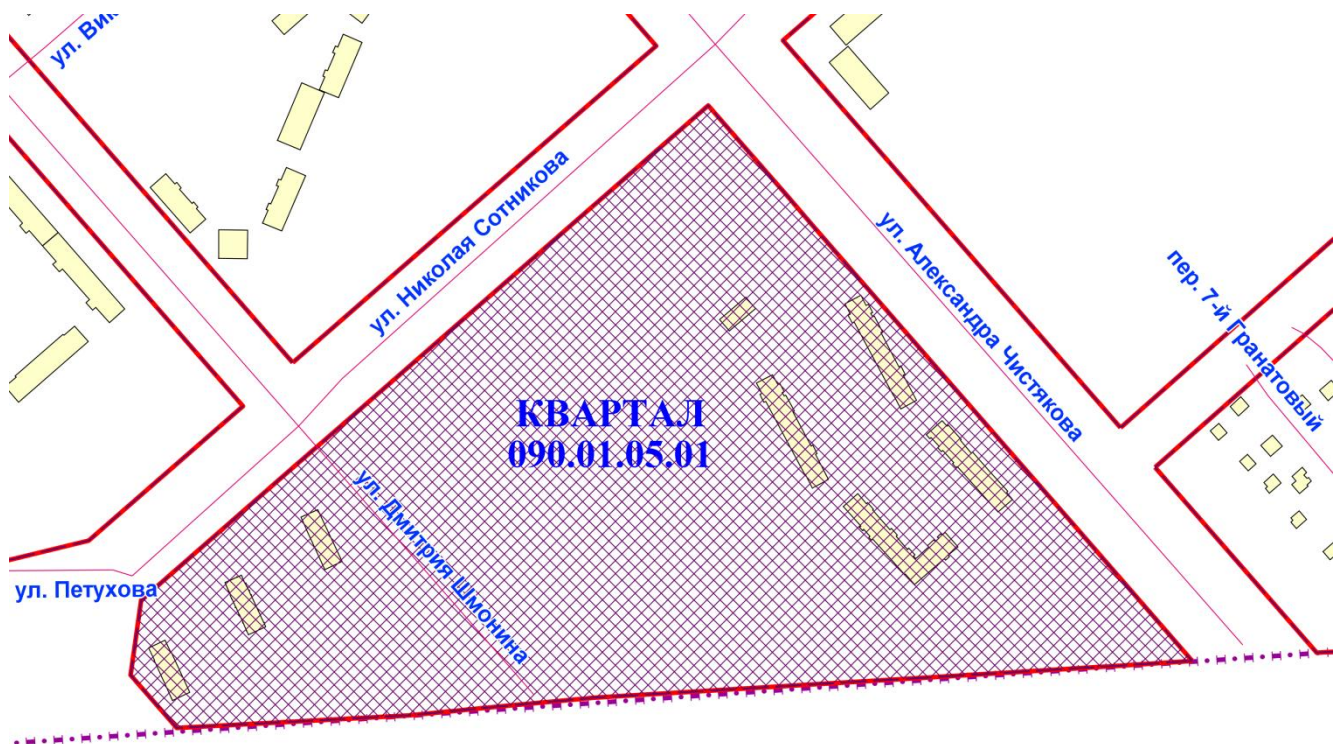 ул. Вик
ул. Николая Сотникова
ул. Александра Чистякова
пер. 7-й Гранатовый
КВАРТАЛ
090.01.05.01
ул. Дмитрия Шмонина
ул. Петухова